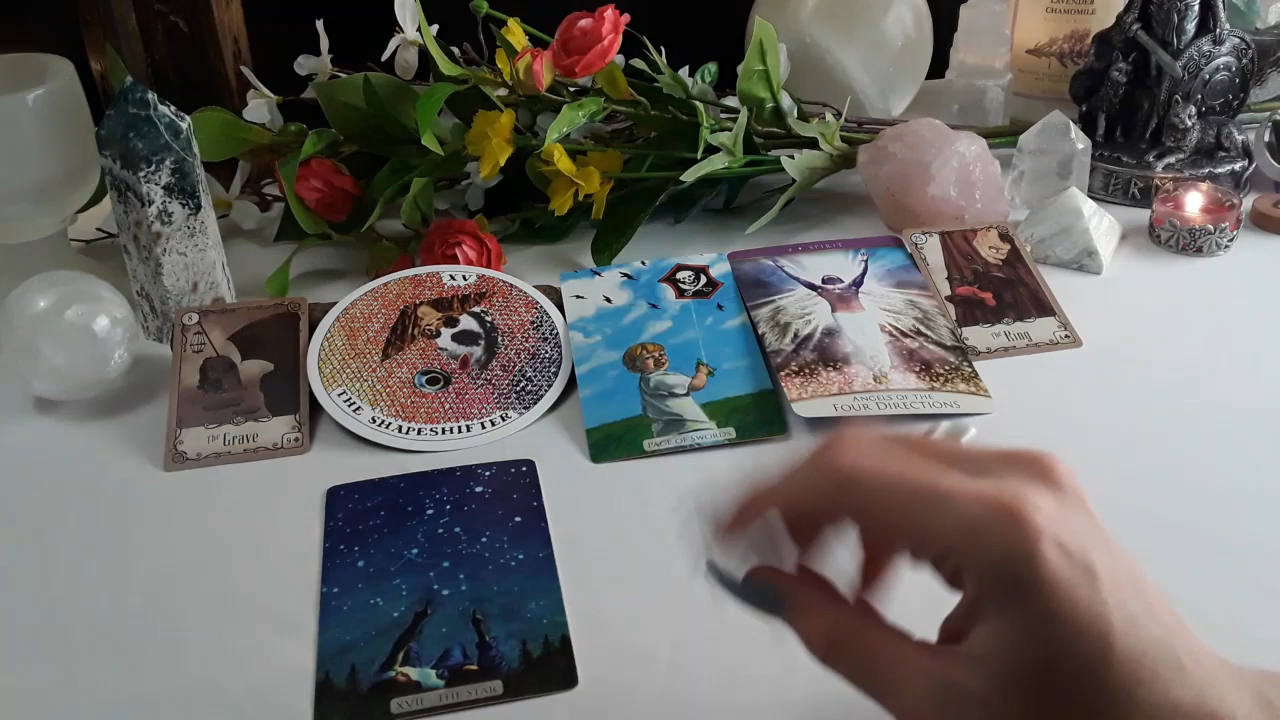 LAVENDER
CHAMOMILE
8
The Grave
9♠
XV
THE SHAPESHIFTER
PAGE OF SWORDS
SPIRIT
ANGELS OF THE
FOUR DIRECTIONS
25
The Ring
A♣
XVII THE STAR